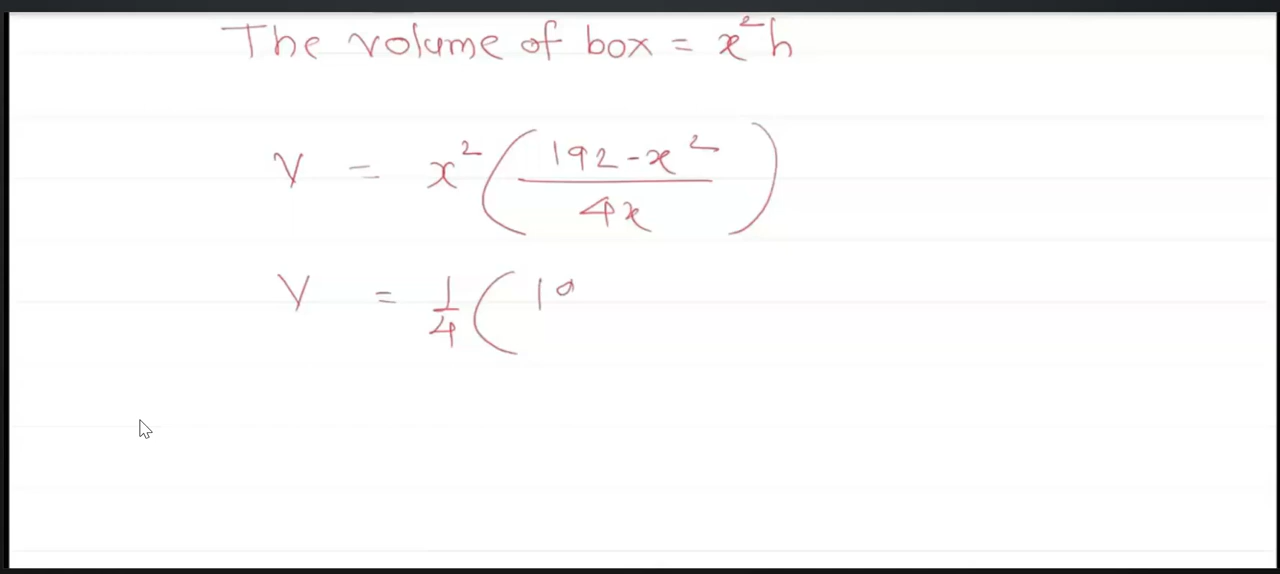 The volume of box = x²h
V = x² ( (192 - x²) / 4x )
V = 1/4 ( 19